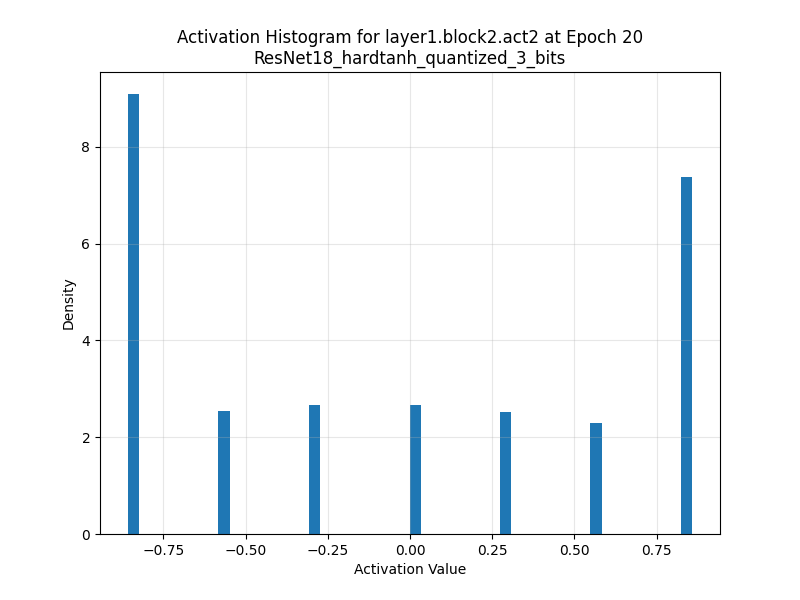 Activation Histogram for layer1.block2.act2 at Epoch 20
ResNet18_hardtanh_quantized_3_bits
Density
8
6
4
2
0
−0.75 −0.50 −0.25 0.00 0.25 0.50 0.75
Activation Value